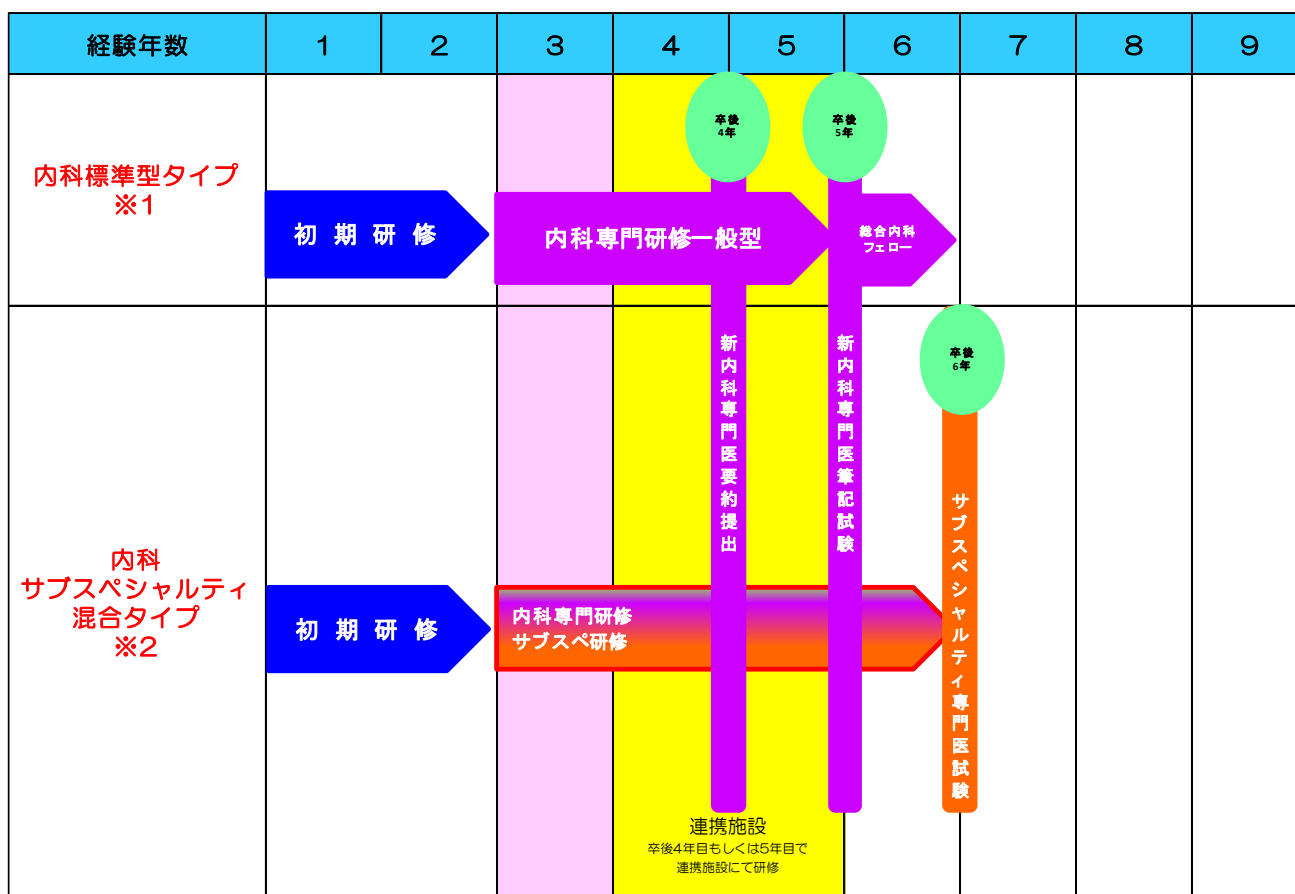 経験年数 1 2 3 4 5 6 7 8 9
内科標準型タイプ
※1
初期研修
内科専門研修一般型
総合内科
フェロー
卒後
4年
卒後
5年
新内科専門医要約提出
新内科専門医筆記試験
内科
サブスペシャルティ
混合タイプ
※2
初期研修
内科専門研修
サブスペ研修
卒後
6年
サブスペシャルティ専門医試験
連携施設
卒後4年目もしくは5年目で
連携施設にて研修